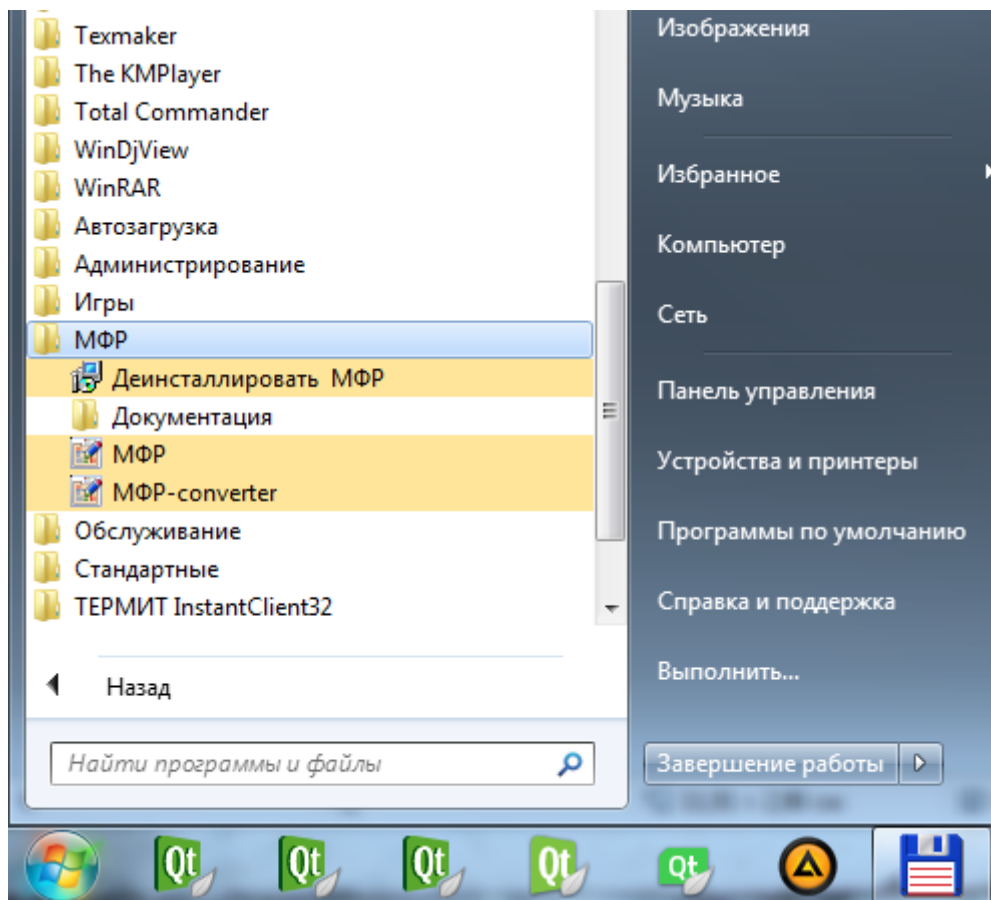 Texmaker
The KMPlayer
Total Commander
WinDjView
WinRAR
Автозагрузка
Администрирование
Игры
МФР
Деинсталлировать МФР
Документация
МФР
МФР-converter
Обслуживание
Стандартные
ТЕРМИТ InstantClient32
Назад
Найти программы и файлы
Изображения
Музыка
Избранное
Компьютер
Сеть
Панель управления
Устройства и принтеры
Программы по умолчанию
Справка и поддержка
Выполнить...
Завершение работы
Qt
Qt
Qt
Qt
Qt